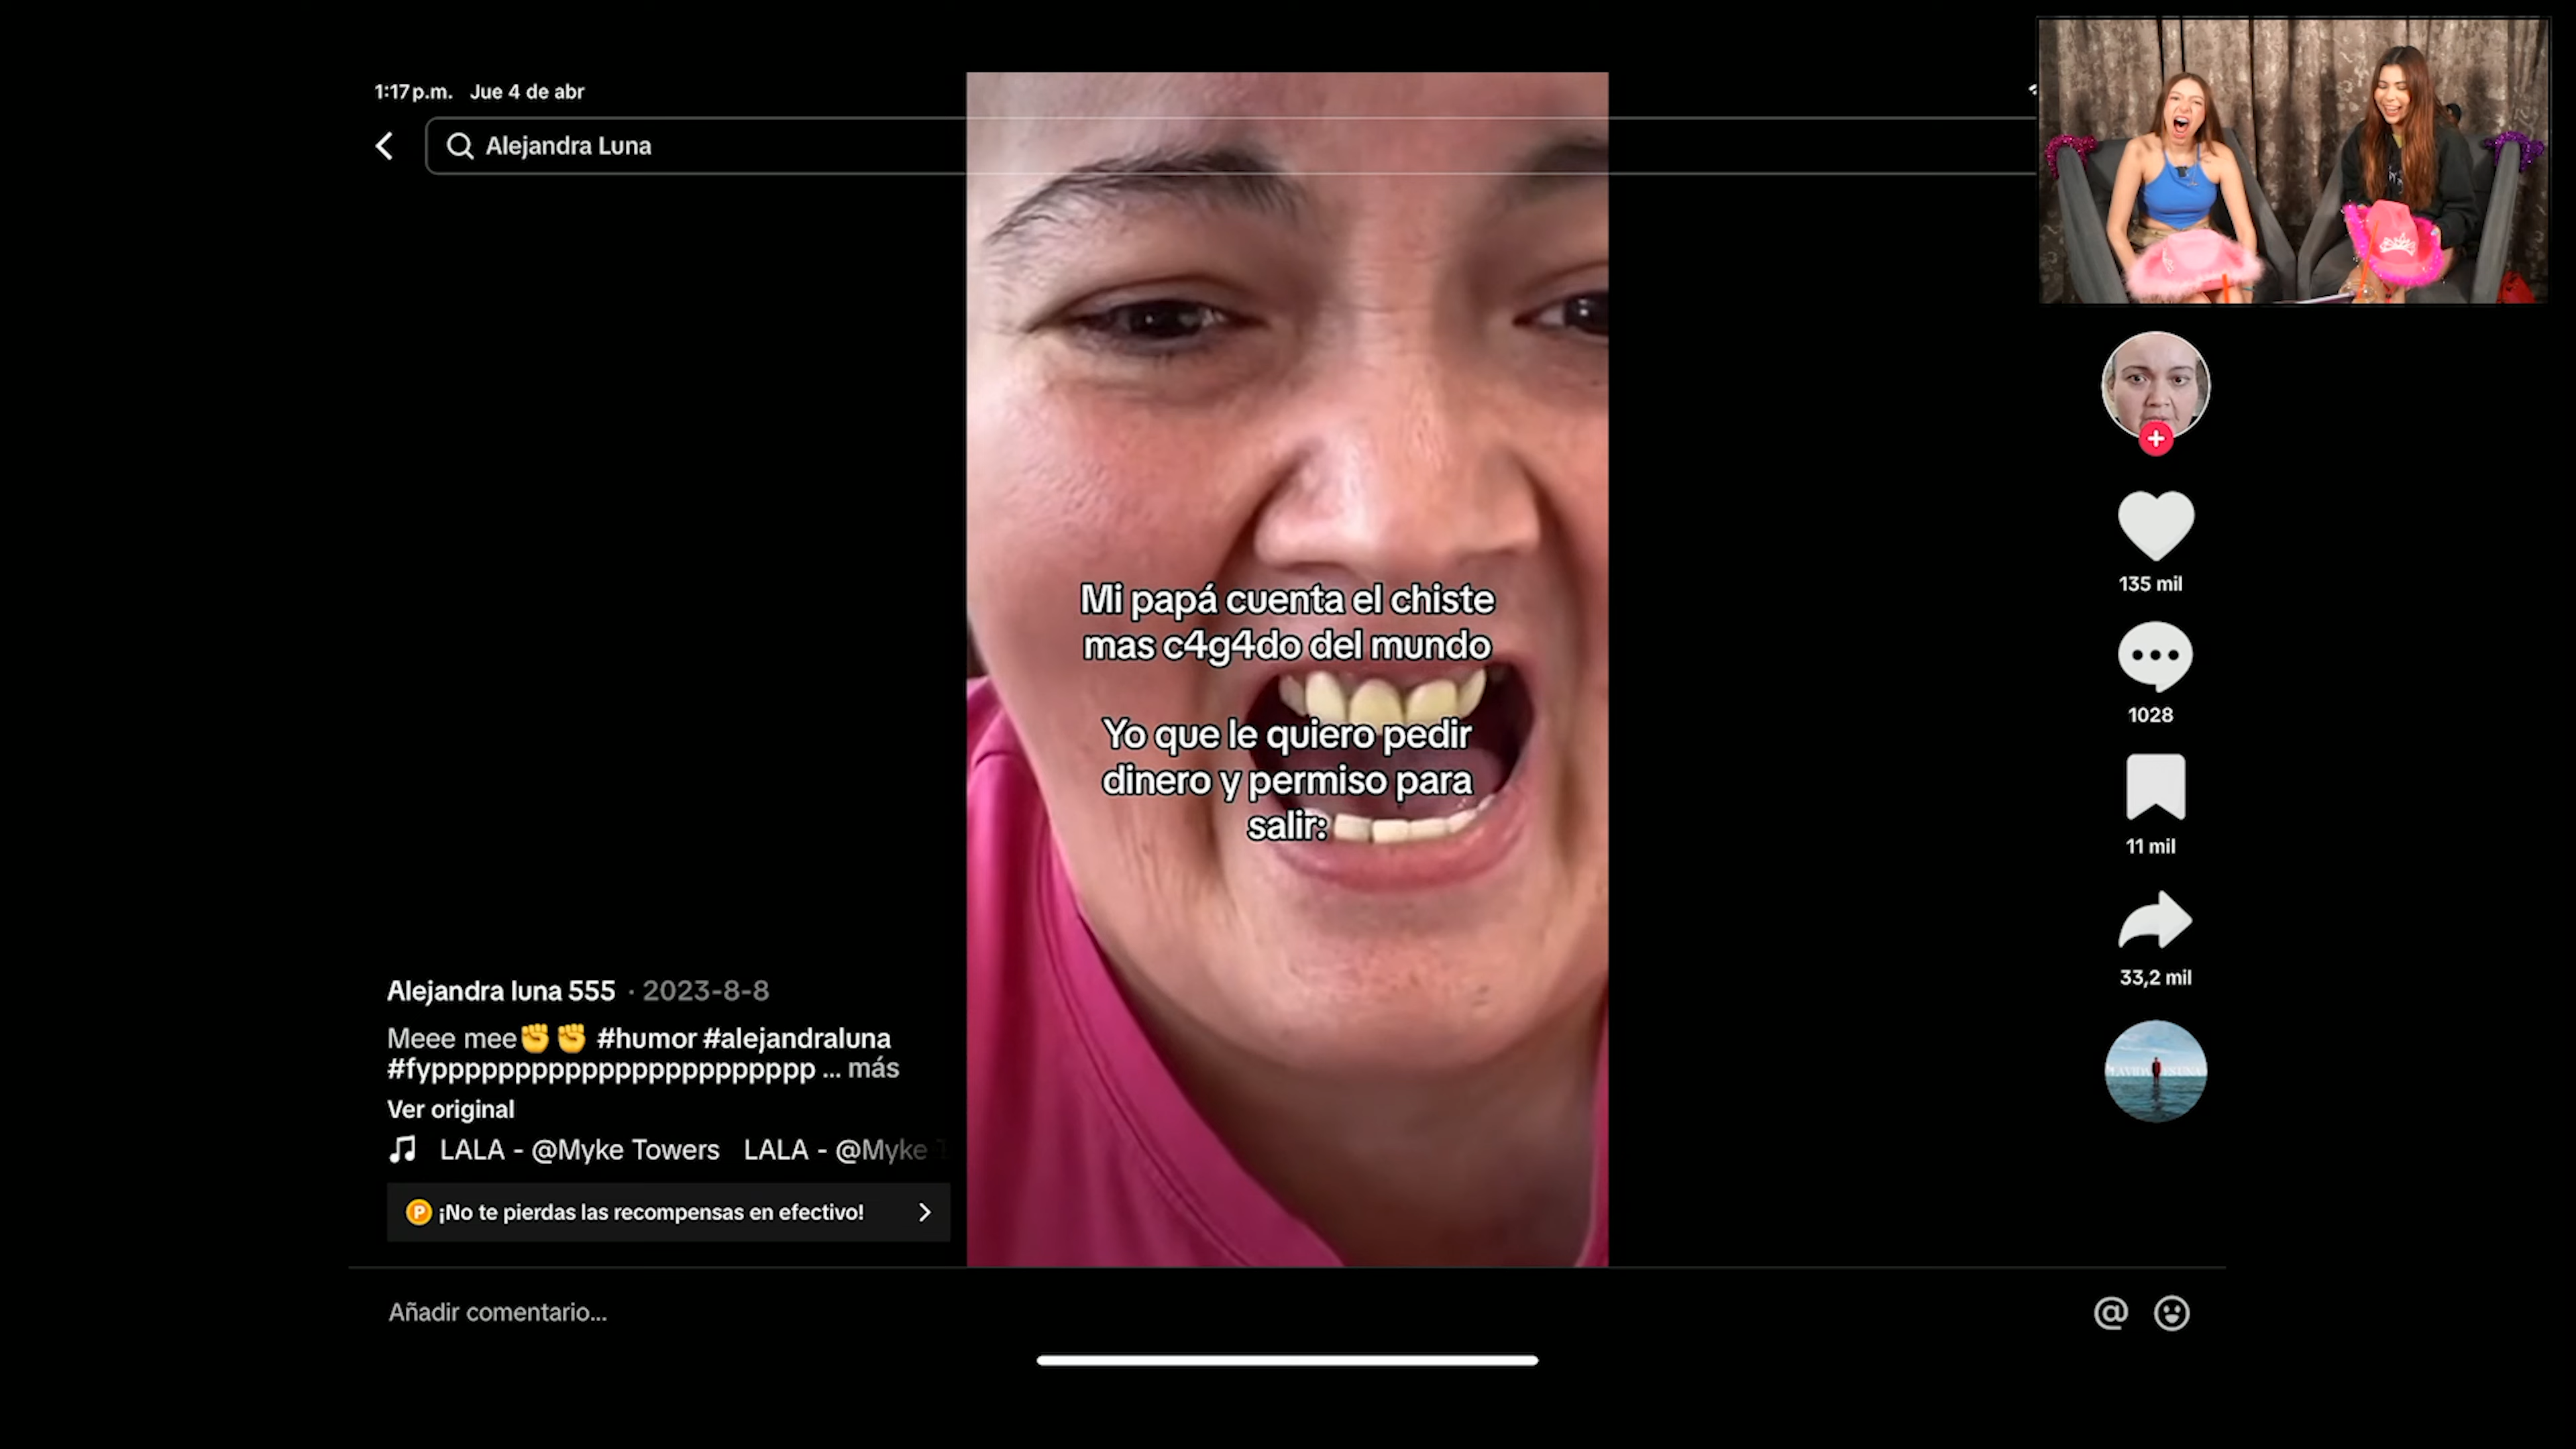 1:17 p.m. Jue 4 de abr
Alejandra Luna
Mi papá cuenta el chiste
mas c4g4do del mundo
Yo que le quiero pedir
dinero y permiso para
salir:
135 mil
1028
11 mil
33,2 mil
Alejandra luna 555 · 2023-8-8
Meee mee✊✊ #humor #alejandraluna
#fyppppppppppppppppppppppp ... más
Ver original
LALA - @Myke Towers LALA - @Myke
¡No te pierdas las recompensas en efectivo!
Añadir comentario...